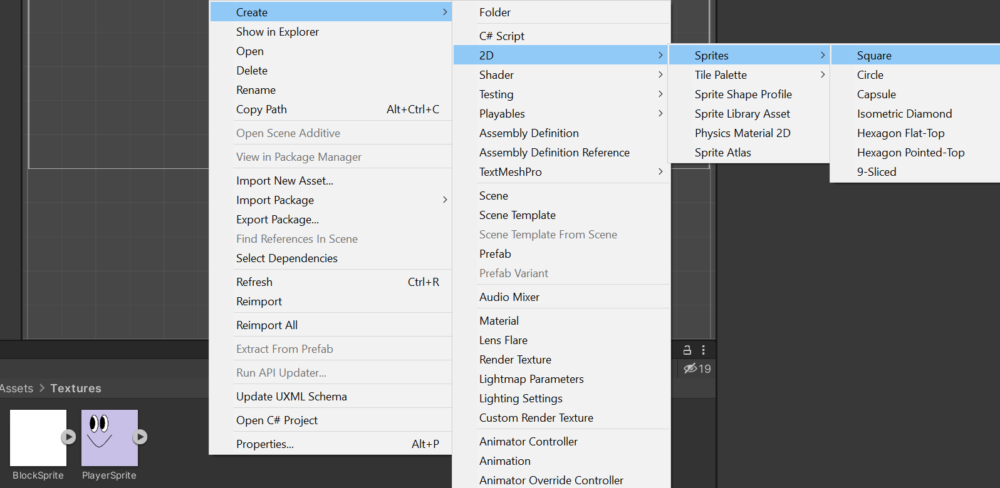 Create
Show in Explorer
Open
Delete
Rename
Copy Path Alt+Ctrl+C
Open Scene Additive
View in Package Manager
Import New Asset...
Import Package
Export Package...
Find References In Scene
Select Dependencies
Refresh Ctrl+R
Reimport
Reimport All
Extract From Prefab
Run API Updater...
Update UXML Schema
Open C# Project
Properties... Alt+P
Folder
C# Script
2D
Shader
Testing
Playables
Assembly Definition
Assembly Definition Reference
TextMeshPro
Scene
Scene Template
Scene Template From Scene
Prefab
Prefab Variant
Audio Mixer
Material
Lens Flare
Render Texture
Lightmap Parameters
Lighting Settings
Custom Render Texture
Animator Controller
Animation
Animator Override Controller
Sprites
Tile Palette
Sprite Shape Profile
Sprite Library Asset
Physics Material 2D
Sprite Atlas
Square
Circle
Capsule
Isometric Diamond
Hexagon Flat-Top
Hexagon Pointed-Top
9-Sliced
19
Assets > Textures
BlockSprite
PlayerSprite